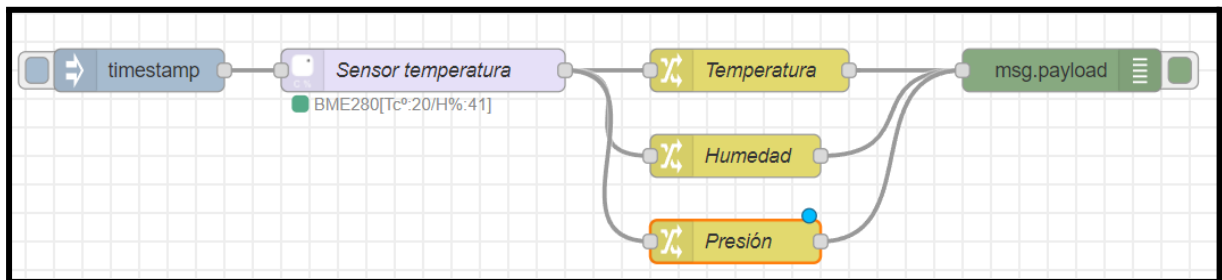 timestamp
Sensor temperatura
Temperatura
msg.payload
BME280[Tcº:20/H%:41]
Humedad
Presión